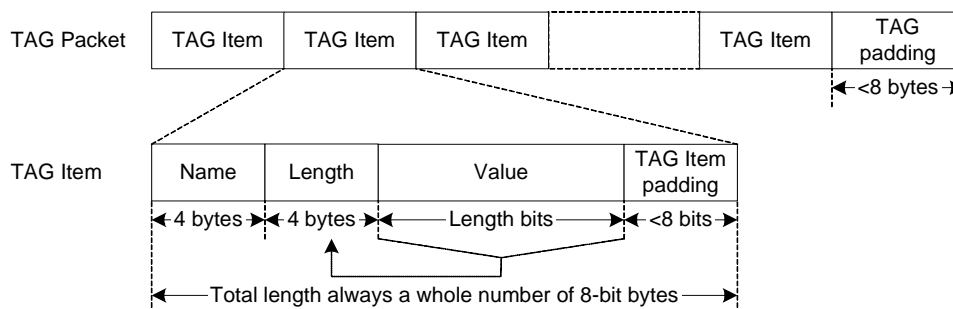 TAG Packet
TAG Item
TAG Item
TAG Item
TAG Item
TAG
padding
<8 bytes
TAG Item
Name
Length
Value
TAG Item
padding
4 bytes
4 bytes
Length bits
<8 bits
Total length always a whole number of 8-bit bytes